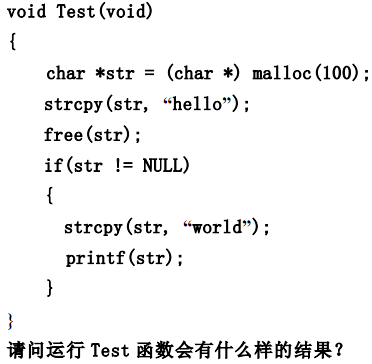 void Test(void)
{
char *str = (char *) malloc(100);
strcpy(str, “hello”);
free(str);
if(str != NULL)
{
strcpy(str, “world”);
printf(str);
}
}
请问运行 Test 函数会有什么样的结果？